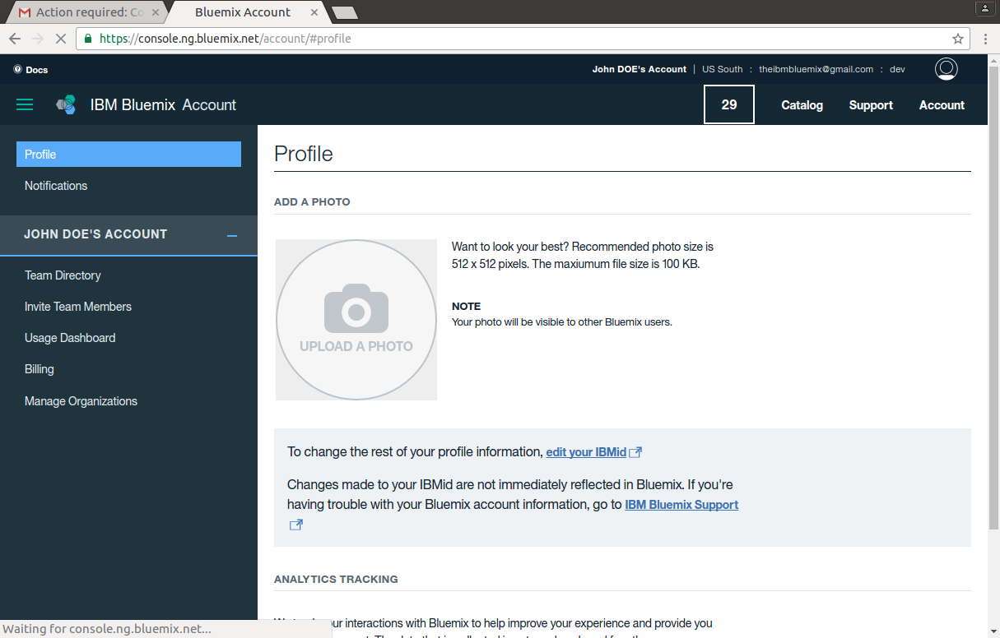 Action required: Co
Bluemix Account
https://console.ng.bluemix.net/account/#profile
Docs
John DOE's Account | US South : theibmbluemix@gmail.com : dev
IBM Bluemix Account
29
Catalog
Support
Account
Profile
Notifications
JOHN DOE'S ACCOUNT
Team Directory
Invite Team Members
Usage Dashboard
Billing
Manage Organizations
Profile
ADD A PHOTO
UPLOAD A PHOTO
Want to look your best? Recommended photo size is
512 x 512 pixels. The maxiumum file size is 100 KB.
NOTE
Your photo will be visible to other Bluemix users.
To change the rest of your profile information, edit your IBMid
Changes made to your IBMid are not immediately reflected in Bluemix. If you're
having trouble with your Bluemix account information, go to IBM Bluemix Support
ANALYTICS TRACKING
interactions with Bluemix to help improve your experience and provide you
Waiting for console.ng.bluemix.net...